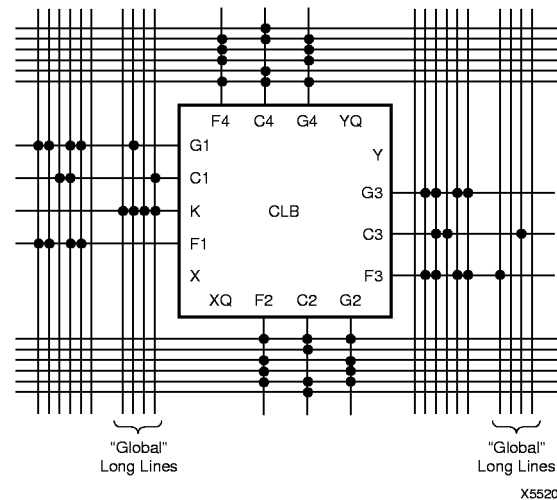 F4 C4 G4 YQ
G1
Y
C1
G3
K
CLB
C3
F1
X
F3
XQ F2 C2 G2
“Global”
Long Lines
“Global”
Long Lines
X5520